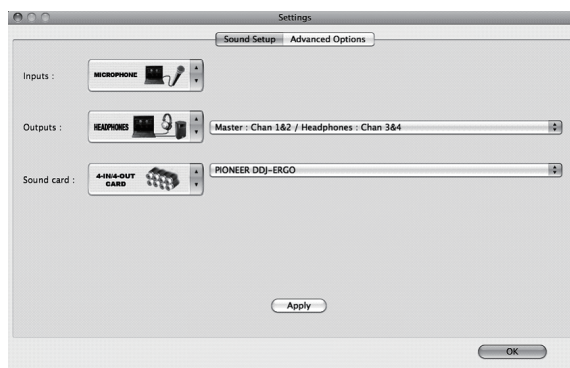 Settings
Sound Setup Advanced Options
Inputs : MICROPHONE
Outputs : HEADPHONES Master : Chan 1&2 / Headphones : Chan 3&4
Sound card : 4-IN/4-OUT CARD PIONEER DDJ-ERGO
Apply
OK